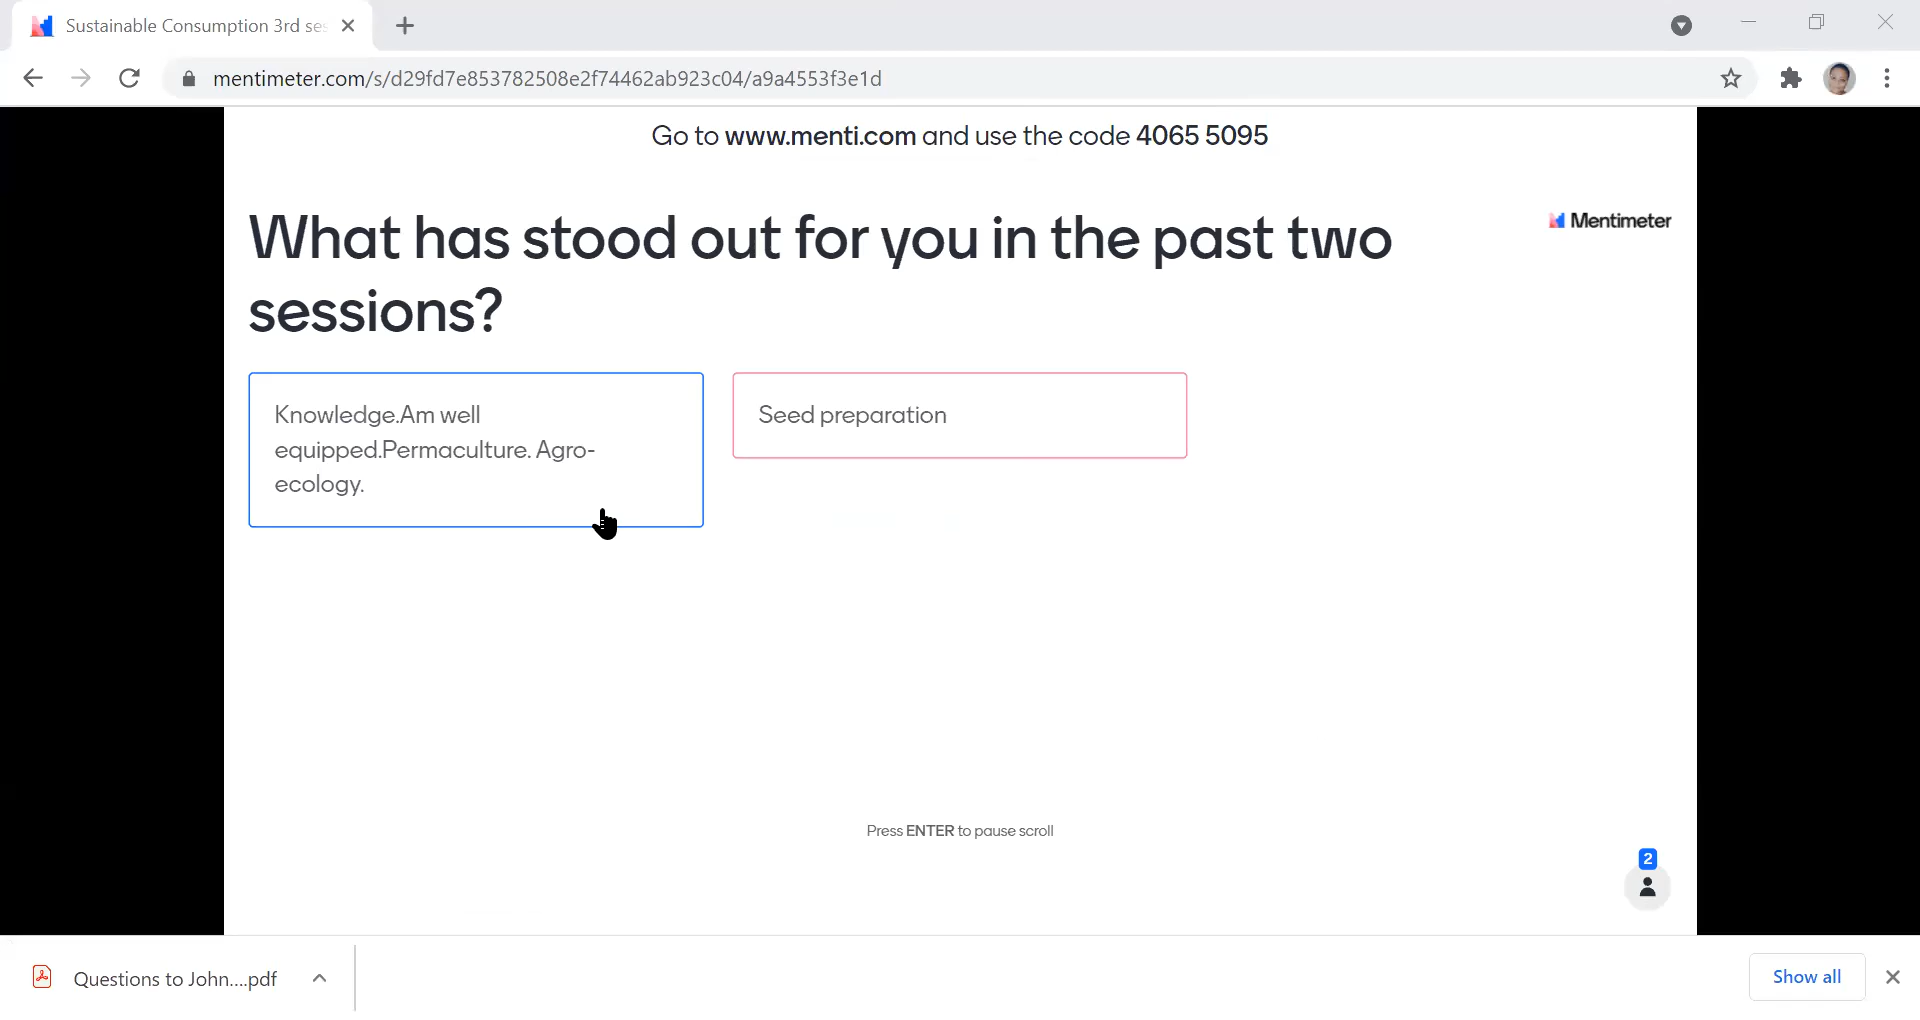 Sustainable Consumption 3rd ses
mentimeter.com/s/d29fd7e853782508e2f74462ab923c04/a9a4553f3e1d
Go to www.menti.com and use the code 4065 5095
What has stood out for you in the past two
sessions?
Mentimeter
Knowledge.Am well
equipped.Permaculture. Agro-
ecology.
Seed preparation
Press ENTER to pause scroll
2
Questions to John....pdf
Show all